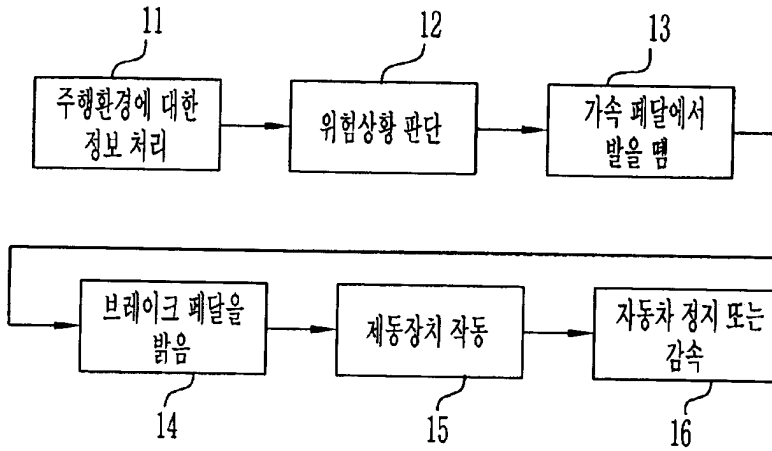 11
주행환경에 대한
정보 처리
12
위험상황 판단
13
가속 페달에서
발을 뗌
브레이크 페달을
밝음
14
제동장치 작동
15
자동차 정지 또는
감속
16